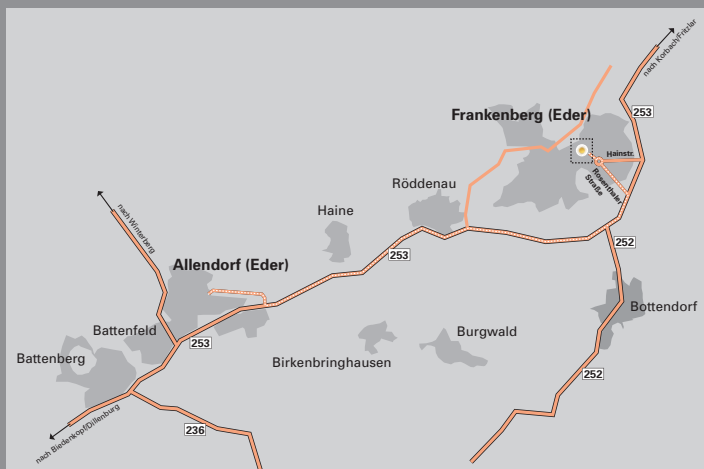 nach Korbach/Fritzlar
253
Frankenberg (Eder)
Hainstr.
Rosenthaler
Straße
Röddenau
Haine
nach Winterberg
252
253
Allendorf (Eder)
Bottendorf
Battenfeld
253
Burgwald
Battenberg
Birkenbringhausen
252
nach Biedenkopf/Dillenburg
236